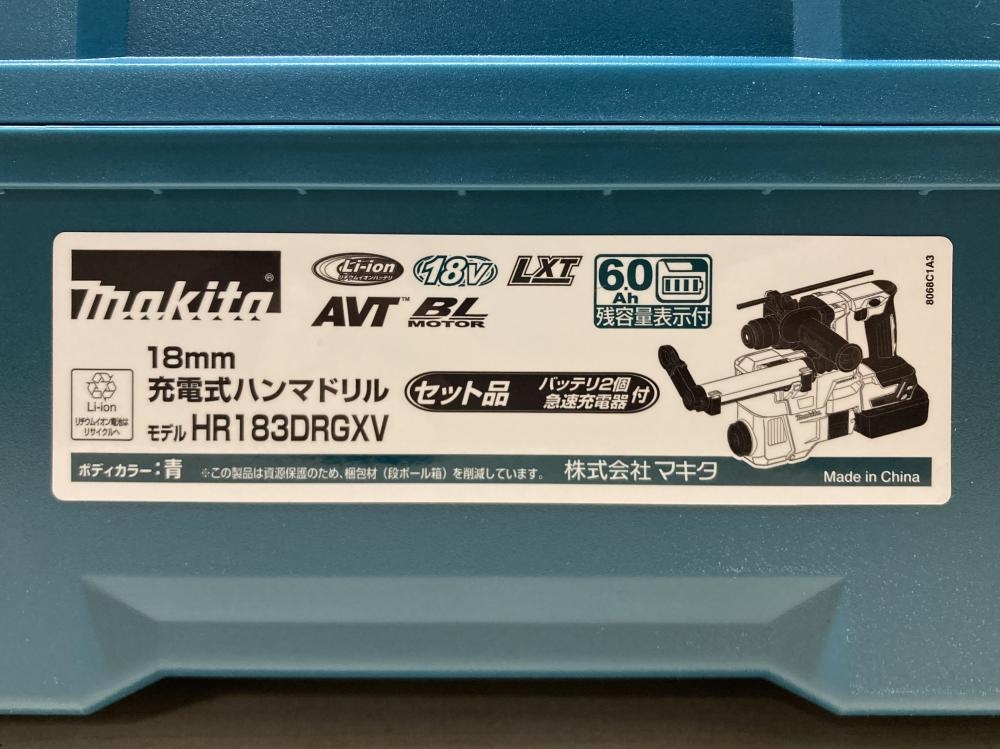 makita®
Li-ion
リチウムイオンバッテリ
18V
LXT
6.0
Ah
残容量表示付
AVT™
BL
MOTOR
18mm
充電式ハンマドリル
モデル HR183DRGXV
Li-ion
リチウムイオン電池は
リサイクルへ
セット品
バッテリ2個
急速充電器
付
makita
8068C1A3
ボディカラー:青 ※この製品は資源保護のため、梱包材(段ボール箱)を削減しています。 株式会社 マキタ Made in China